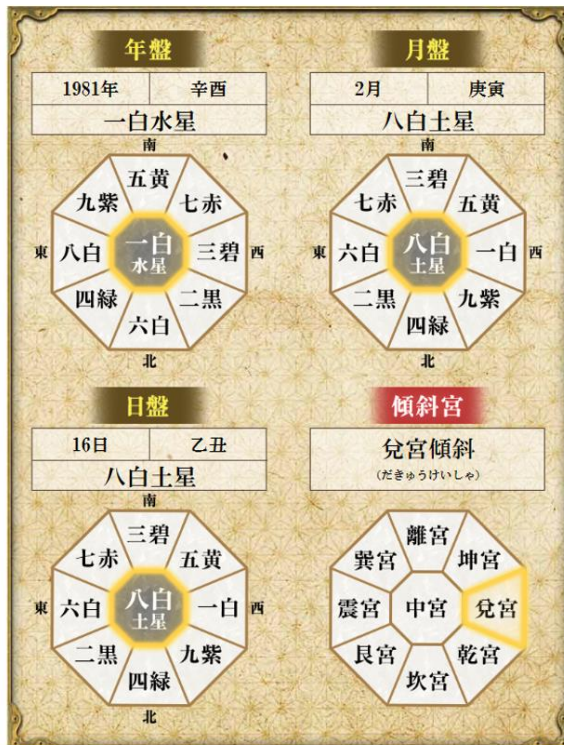 年盤
1981年 辛酉
一白水星
南
五黄
九紫 七赤
東 八白 一白 三碧 西
水星
四緑 二黒
六白
北
月盤
2月 庚寅
八白土星
南
三碧
七赤 五黄
東 六白 八白 一白 西
土星
二黒 九紫
四緑
北
日盤
16日 乙丑
八白土星
南
三碧
七赤 五黄
東 六白 八白 一白 西
土星
二黒 九紫
四緑
北
傾斜宮
兌宮傾斜
(だきゅうけいしゃ)
離宮
巽宮 坤宮
震宮 中宮 兌宮
艮宮 乾宮
坎宮